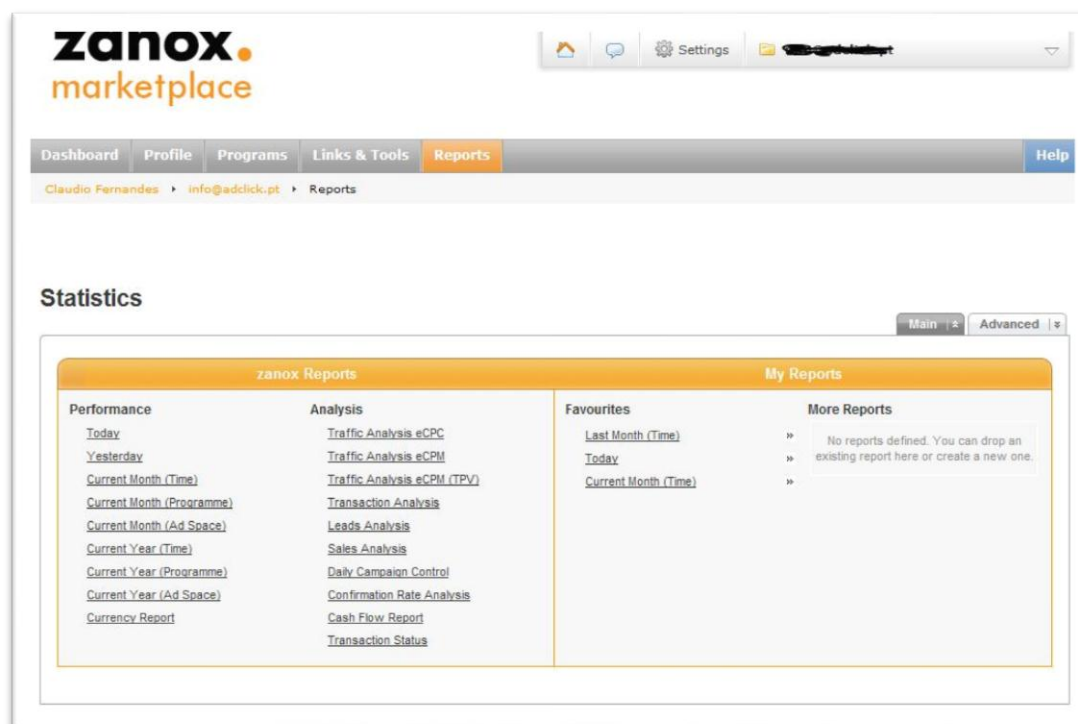 zanox.
marketplace
Settings
Dashboard Profile Programs Links & Tools Reports Help
Claudio Fernandes info@adclick.pt Reports
Statistics
Main Advanced
zanox Reports My Reports
Performance Analysis Favourites More Reports
Today Traffic Analysis eCPC Last Month (Time) » No reports defined. You can drop an
Yesterday Traffic Analysis eCPM Today » existing report here or create a new one.
Current Month (Time) Traffic Analysis eCPM (TPV) Current Month (Time) »
Current Month (Programme) Transaction Analysis
Current Month (Ad Space) Leads Analysis
Current Year (Time) Sales Analysis
Current Year (Programme) Daily Campaign Control
Current Year (Ad Space) Confirmation Rate Analysis
Currency Report Cash Flow Report
Transaction Status